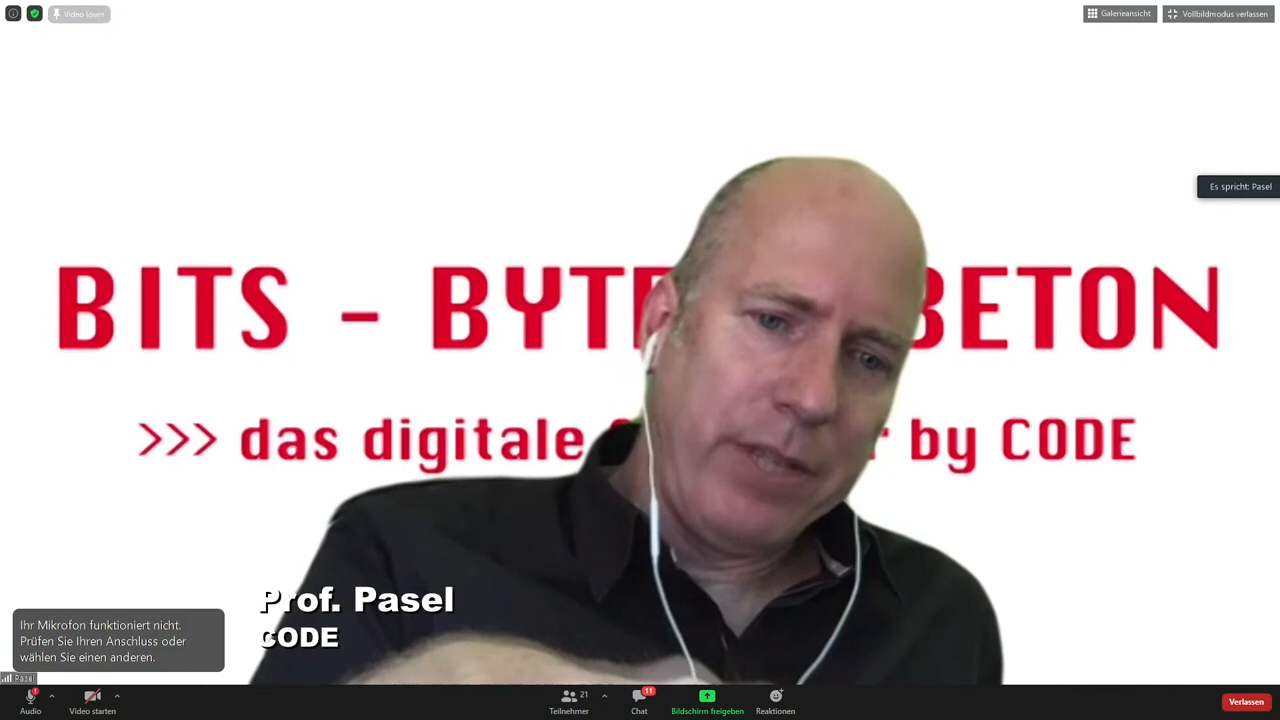 Video lösen
Galerieansicht
Vollbildmodus verlassen
Es spricht: Pasel
BITS - BYT BETON
>>> das digitale by CODE
Prof. Pasel
CODE
Ihr Mikrofon funktioniert nicht.
Prüfen Sie Ihren Anschluss oder
wählen Sie einen anderen.
Pasel
Audio
Video starten
Teilnehmer
21
Chat
11
Bildschirm freigeben
Reaktionen
Verlassen